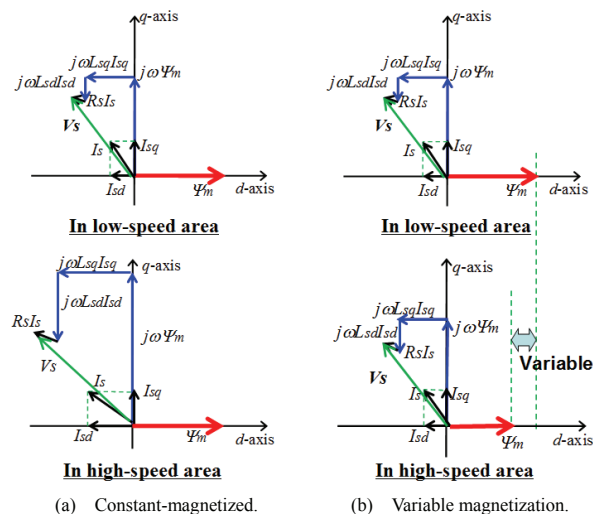 q-axis
jωLsqIsq
jωLsdIsd
jωΨm
RsIs
Vs
Is
Isq
Isd
Ψm
d-axis
In low-speed area
q-axis
jωLsqIsq
jωLsdIsd
jωΨm
RsIs
Vs
Is
Isq
Isd
Ψm
d-axis
In low-speed area
q-axis
jωLsqIsq
jωLsdIsd
RsIs
jωΨm
Vs
Is
Isq
Isd
Ψm
d-axis
In high-speed area
q-axis
jωLsqIsq
jωΨm
jωLsdIsd
RsIs
Vs
Variable
Is
Isq
Isd
Ψm
d-axis
In high-speed area
(a) Constant-magnetized.
(b) Variable magnetization.